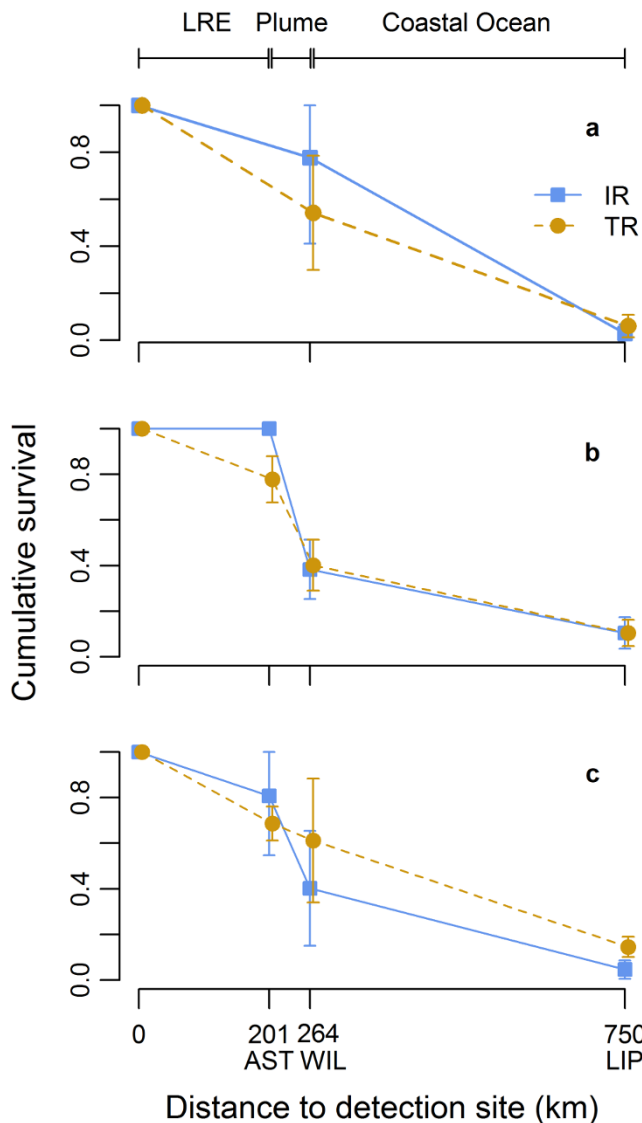 LRE Plume Coastal Ocean
a
0.8
0.4
0.0
IR
TR
b
0.8
0.4
0.0
c
0.8
0.4
0.0
Cumulative survival
0 201 264 750
AST WIL LIP
Distance to detection site (km)